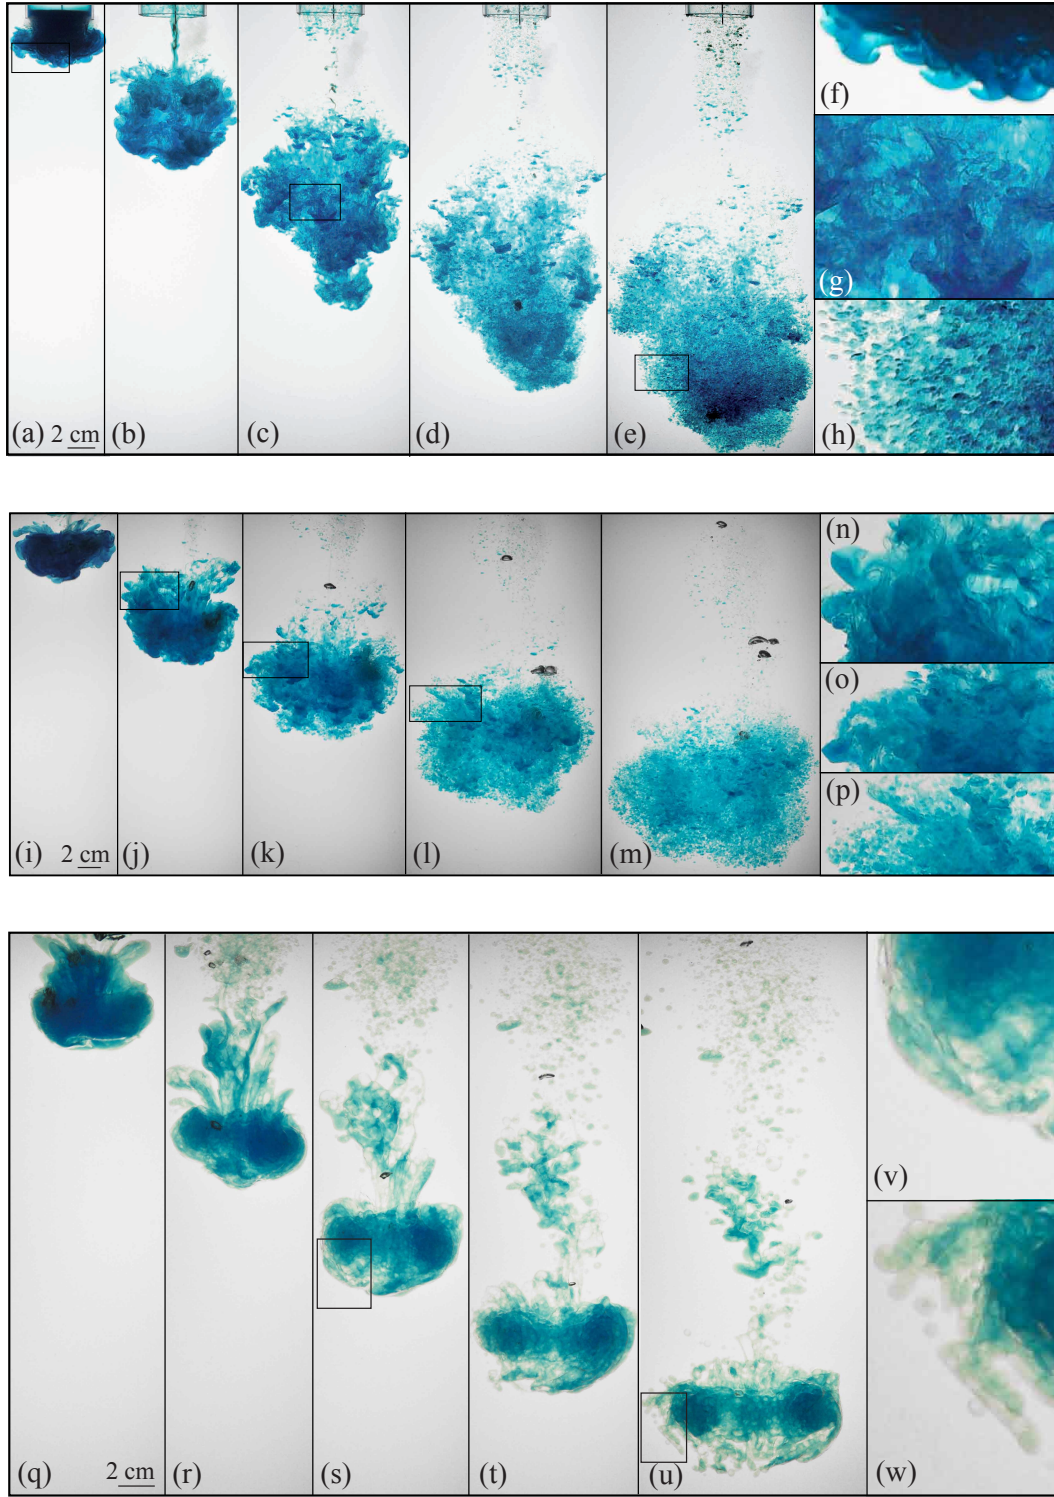 (a) 2 cm (b) (c) (d) (e)
(f)
(g)
(h)
(i) 2 cm (j) (k) (l) (m)
(n)
(o)
(p)
(q) 2 cm (r) (s) (t) (u)
(v)
(w)